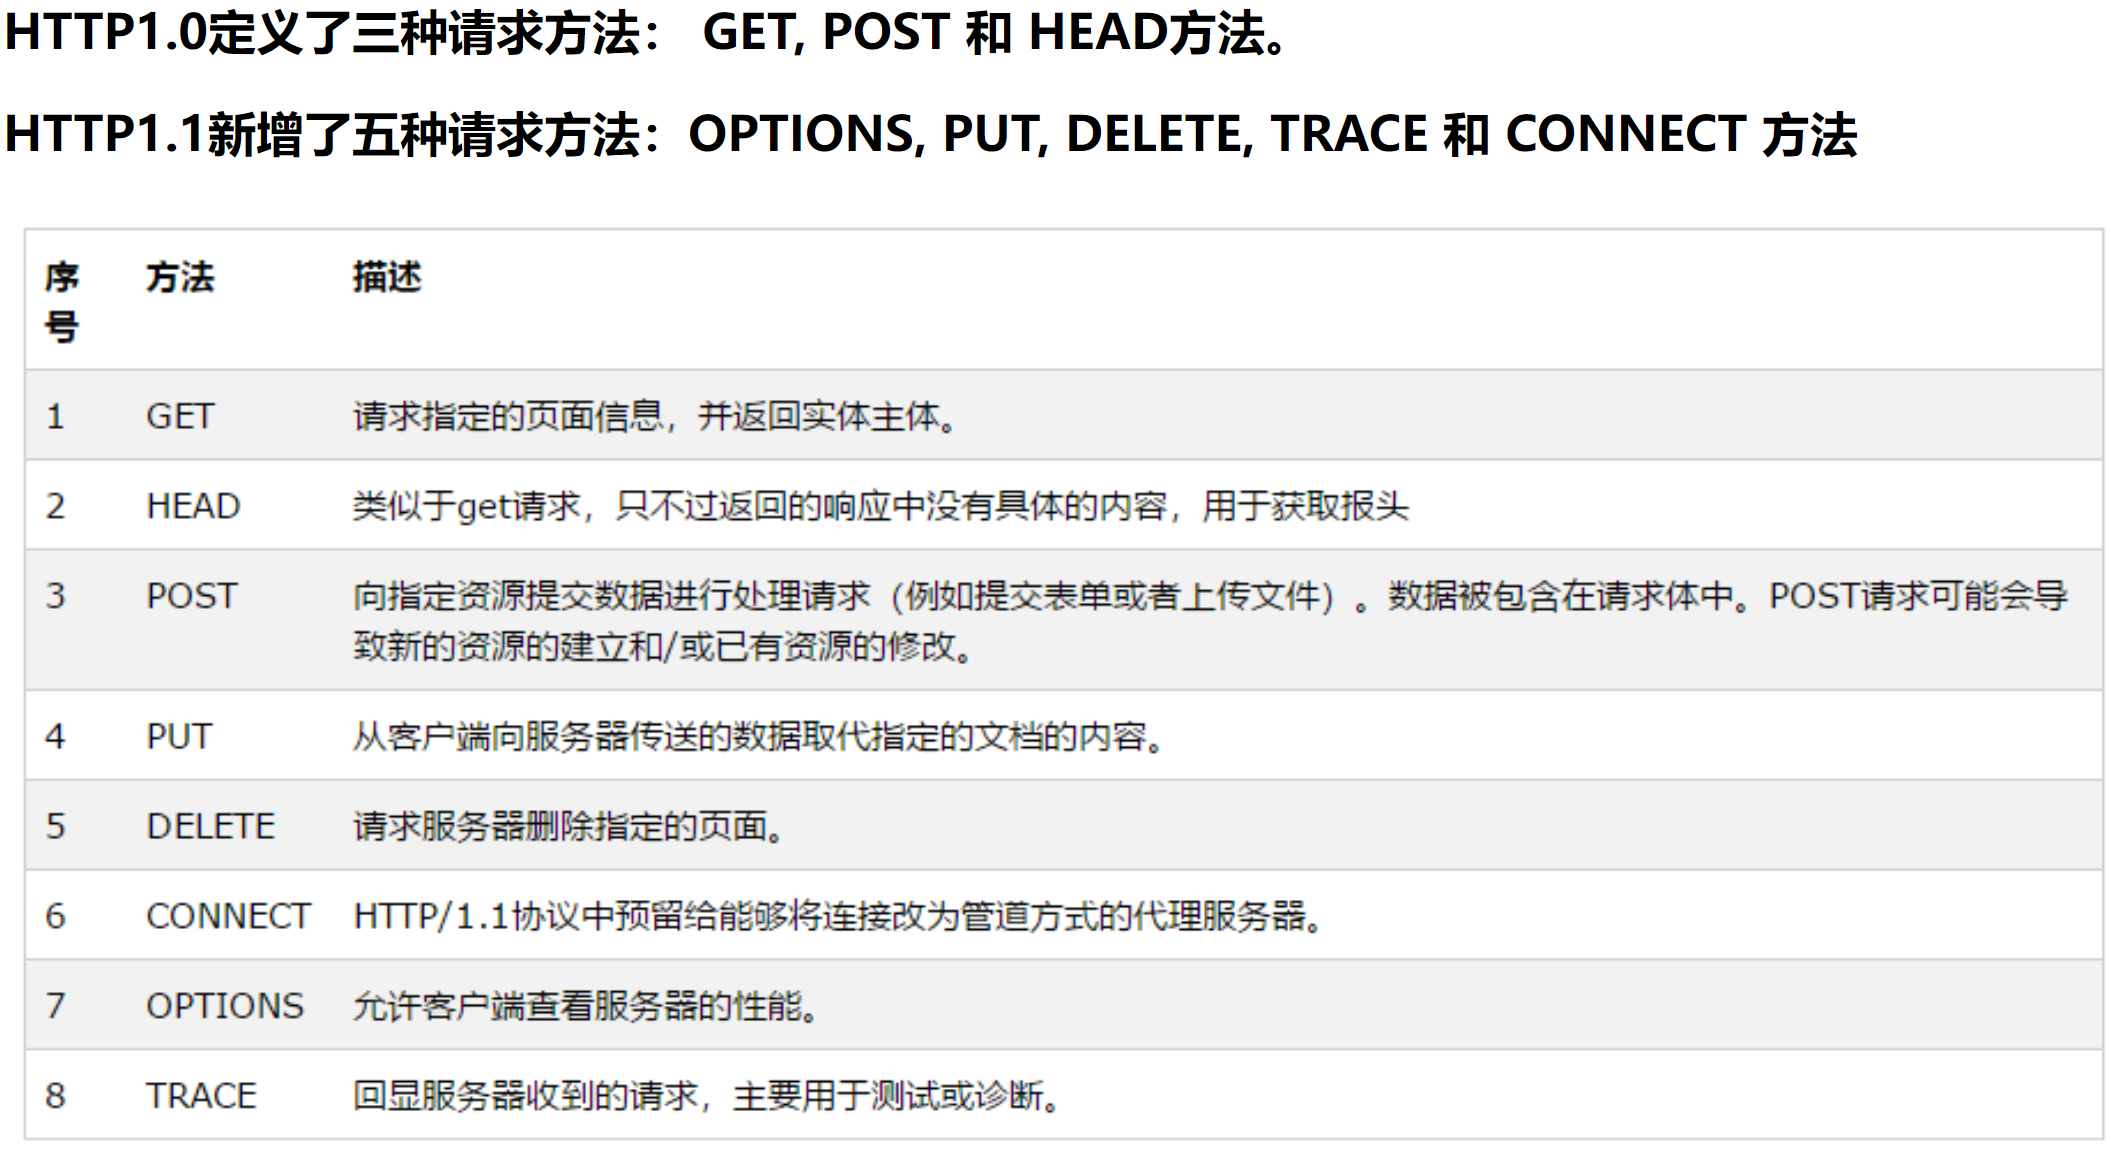 HTTP1.0定义了三种请求方法： GET, POST 和 HEAD方法。
HTTP1.1新增了五种请求方法：OPTIONS, PUT, DELETE, TRACE 和 CONNECT 方法
序号 方法 描述
1 GET 请求指定的页面信息，并返回实体主体。
2 HEAD 类似于get请求，只不过返回的响应中没有具体的内容，用于获取报头
3 POST 向指定资源提交数据进行处理请求（例如提交表单或者上传文件）。数据被包含在请求体中。POST请求可能会导
致新的资源的建立和/或已有资源的修改。
4 PUT 从客户端向服务器传送的数据取代指定的文档的内容。
5 DELETE 请求服务器删除指定的页面。
6 CONNECT HTTP/1.1协议中预留给能够将连接改为管道方式的代理服务器。
7 OPTIONS 允许客户端查看服务器的性能。
8 TRACE 回显服务器收到的请求，主要用于测试或诊断。